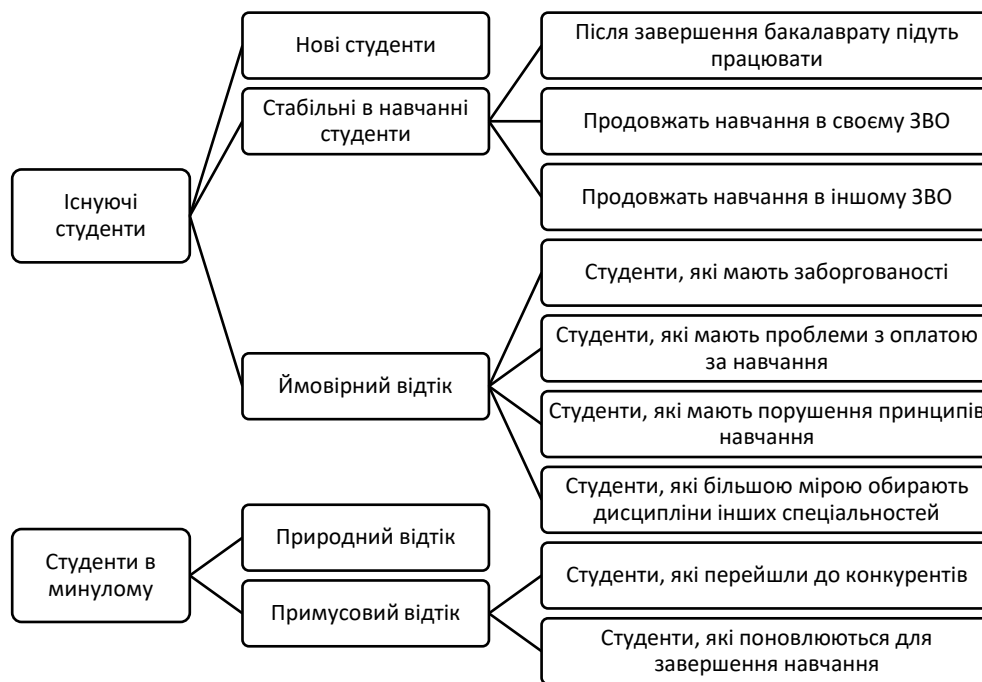 Існуючі
студенти
Нові студенти
Стабільні в навчанні
студенти
Після завершення бакалаврату підуть
працювати
Продовжать навчання в своєму ЗВО
Продовжать навчання в іншому ЗВО
Ймовірний відтік
Студенти, які мають заборгованості
Студенти, які мають проблеми з оплатою
за навчання
Студенти, які мають порушення принципів
навчання
Студенти, які більшою мірою обирають
дисципліни інших спеціальностей
Студенти в
минулому
Природний відтік
Примусовий відтік
Студенти, які перейшли до конкурентів
Студенти, які поновлюються для
завершення навчання